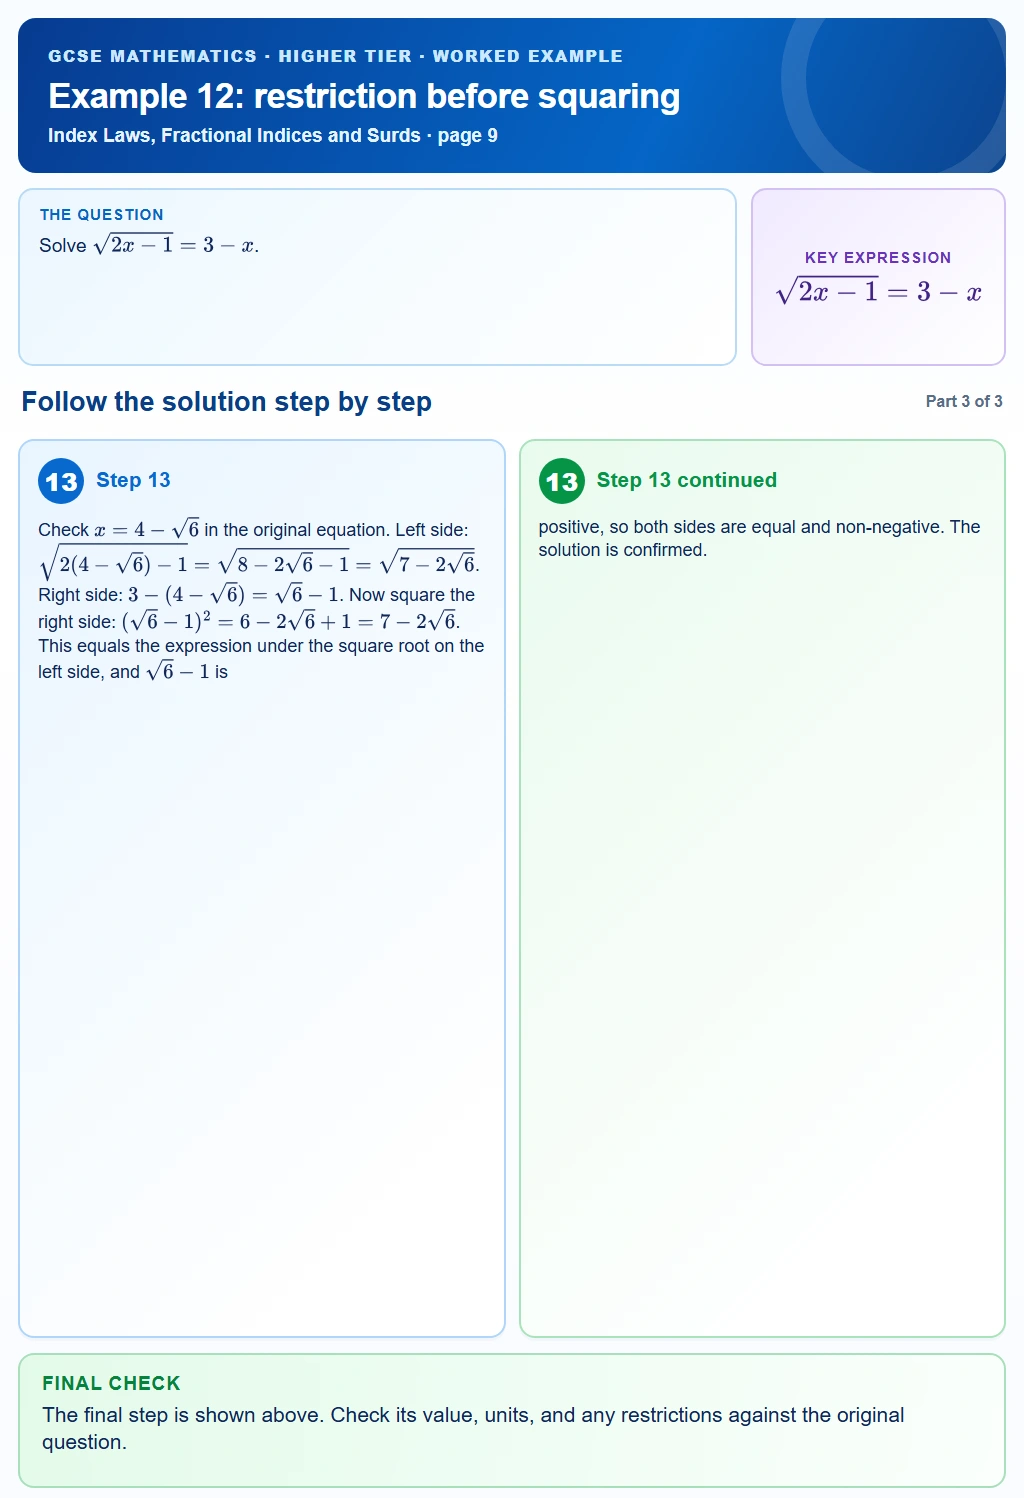 GCSE MATHEMATICS · HIGHER TIER · WORKED EXAMPLE
Example 12: restriction before squaring
Index Laws, Fractional Indices and Surds · page 9
THE QUESTION
Solve √(2x − 1) = 3 − x.
KEY EXPRESSION
√(2x − 1) = 3 − x
Follow the solution step by step
Part 3 of 3
13 Step 13
Check x = 4 − √6 in the original equation. Left side:
√(2(4 − √6) − 1) = √(8 − 2√6 − 1) = √(7 − 2√6).
Right side: 3 − (4 − √6) = √6 − 1. Now square the
right side: (√6 − 1)² = 6 − 2√6 + 1 = 7 − 2√6.
This equals the expression under the square root on the
left side, and √6 − 1 is
13 Step 13 continued
positive, so both sides are equal and non-negative. The
solution is confirmed.
FINAL CHECK
The final step is shown above. Check its value, units, and any restrictions against the original
question.